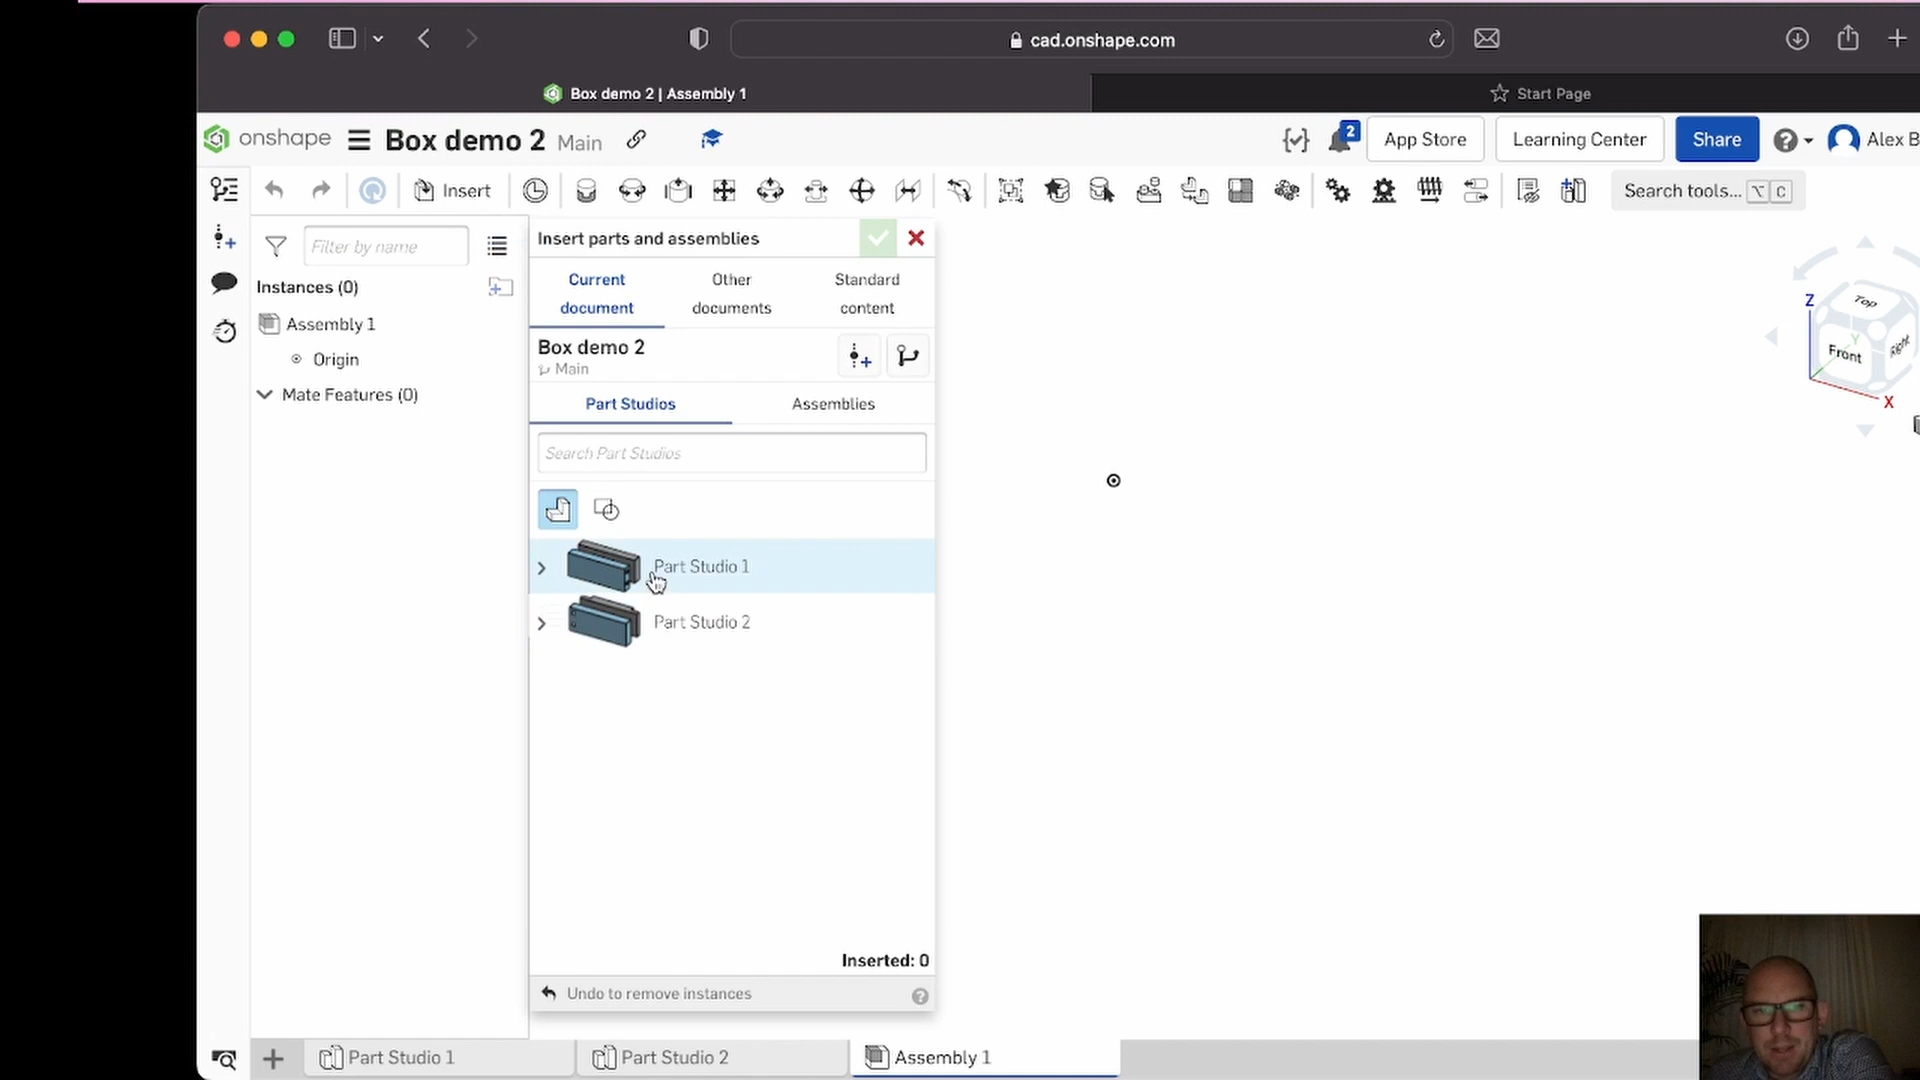 cad.onshape.com
Box demo 2 | Assembly 1
Start Page
onshape
Box demo 2 Main
2
App Store
Learning Center
Share
Alex B
Insert
Search tools... ⌥ C
Filter by name
Instances (0)
Assembly 1
Origin
Mate Features (0)
Insert parts and assemblies
Current
document
Other
documents
Standard
content
Box demo 2
Main
Part Studios
Assemblies
Search Part Studios
Part Studio 1
Part Studio 2
Inserted: 0
Undo to remove instances
Z
Top
Y
Front
Right
X
Part Studio 1
Part Studio 2
Assembly 1